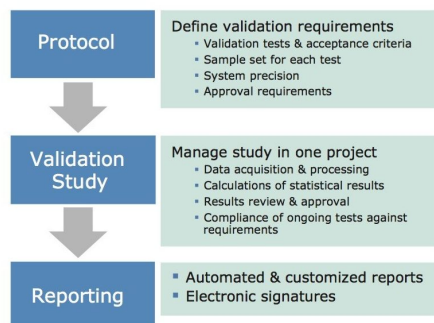 Protocol
Define validation requirements
▪ Validation tests & acceptance criteria
▪ Sample set for each test
▪ System precision
▪ Approval requirements
Validation
Study
Manage study in one project
▪ Data acquisition & processing
▪ Calculations of statistical results
▪ Results review & approval
▪ Compliance of ongoing tests against
requirements
Reporting
▪ Automated & customized reports
▪ Electronic signatures